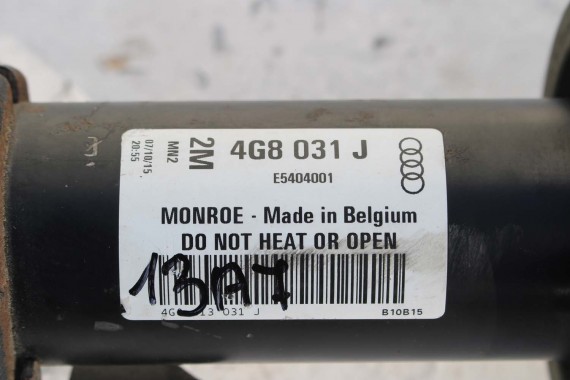 07/10/15,
20:55
MN2
2M
4G8 031 J
E5404001
MONROE - Made in Belgium
DO NOT HEAT OR OPEN
13A7
031 J
B10B15